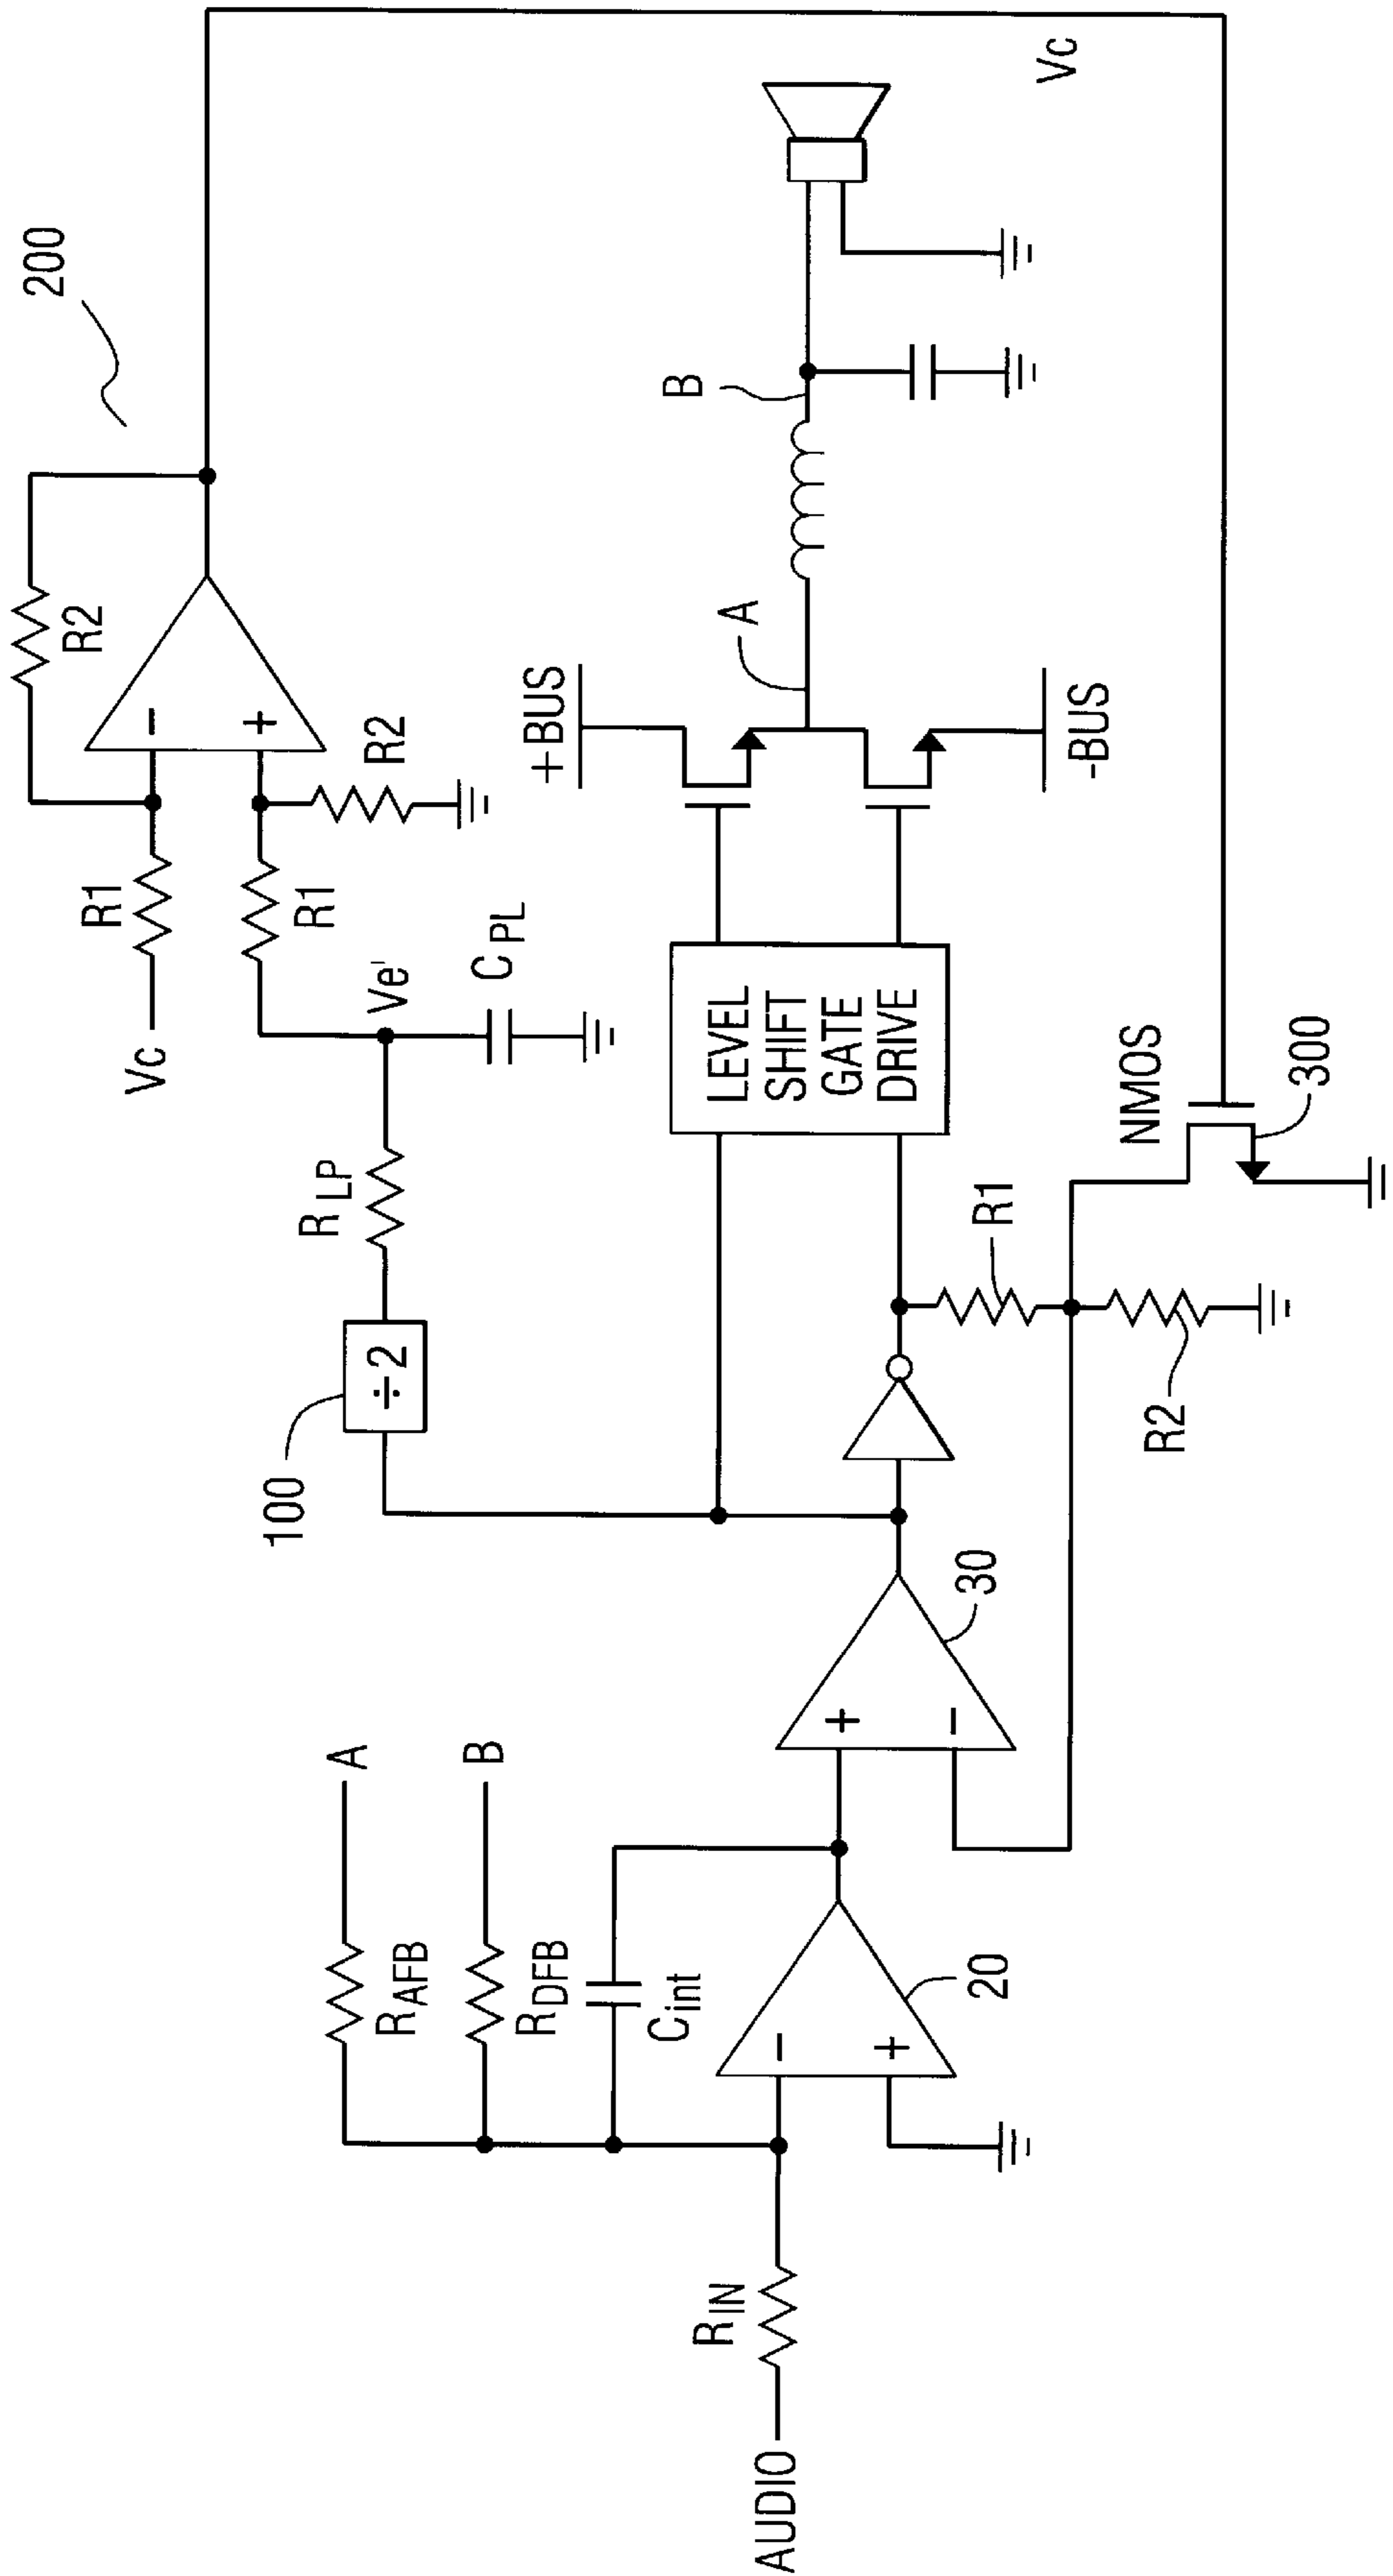 200
R2
−
+
R1
R1
R2
Vc
Ve'
C PL
R LP
÷2
100
A
B
R AFB
R DFB
C int
−
+
20
R IN
AUDIO
+
−
30
LEVEL
SHIFT
GATE
DRIVE
+BUS
-BUS
A
B
Vc
R1
R2
NMOS
300